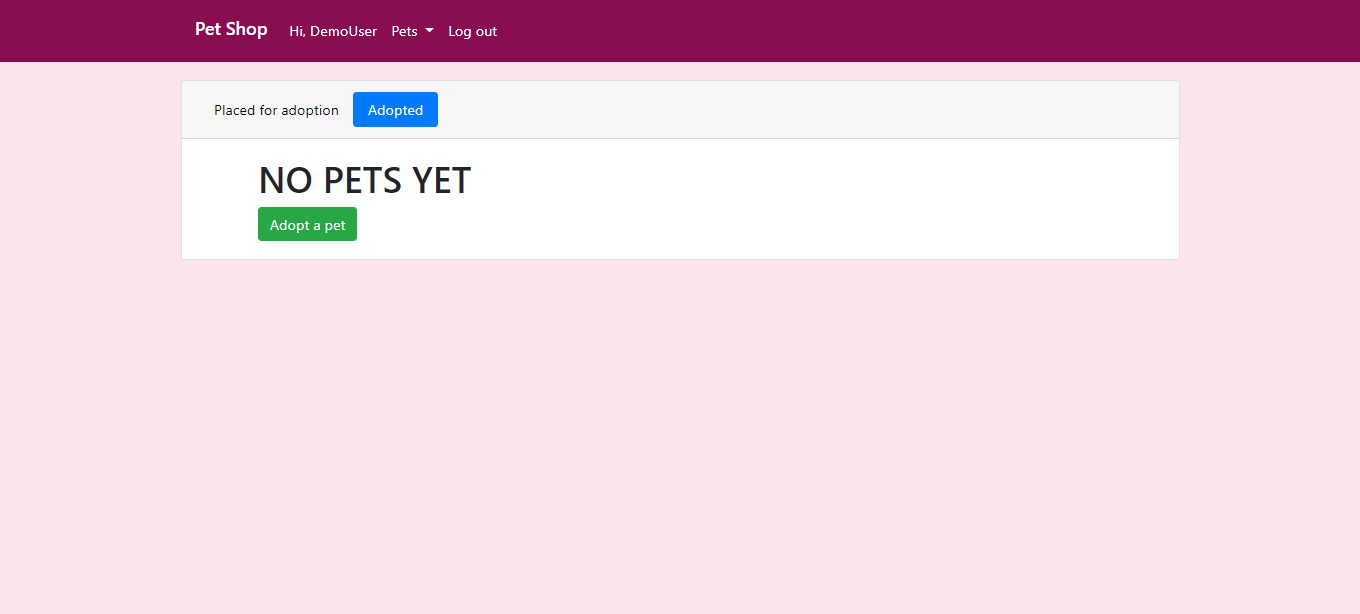 Pet Shop Hi, DemoUser Pets Log out
Placed for adoption Adopted
NO PETS YET
Adopt a pet